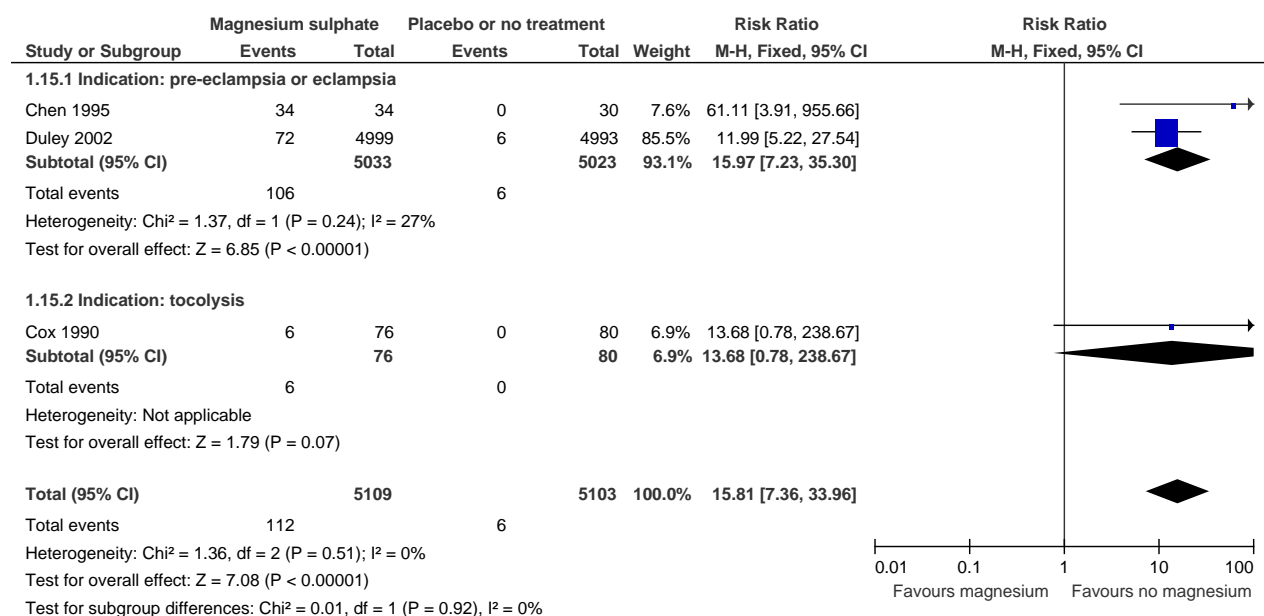 Magnesium sulphate Placebo or no treatment Risk Ratio Risk Ratio
Study or Subgroup Events Total Events Total Weight M-H, Fixed, 95% CI M-H, Fixed, 95% CI
1.15.1 Indication: pre-eclampsia or eclampsia
Chen 1995 34 34 0 30 7.6% 61.11 [3.91, 955.66]
Duley 2002 72 4999 6 4993 85.5% 11.99 [5.22, 27.54]
Subtotal (95% CI) 5033 5023 93.1% 15.97 [7.23, 35.30]
Total events 106 6
Heterogeneity: Chi² = 1.37, df = 1 (P = 0.24); I² = 27%
Test for overall effect: Z = 6.85 (P < 0.00001)
1.15.2 Indication: tocolysis
Cox 1990 6 76 0 80 6.9% 13.68 [0.78, 238.67]
Subtotal (95% CI) 76 80 6.9% 13.68 [0.78, 238.67]
Total events 6 0
Heterogeneity: Not applicable
Test for overall effect: Z = 1.79 (P = 0.07)
Total (95% CI) 5109 5103 100.0% 15.81 [7.36, 33.96]
Total events 112 6
Heterogeneity: Chi² = 1.36, df = 2 (P = 0.51); I² = 0%
Test for overall effect: Z = 7.08 (P < 0.00001)
Test for subgroup differences: Chi² = 0.01, df = 1 (P = 0.92), I² = 0%
0.01 0.1 1 10 100
Favours magnesium Favours no magnesium